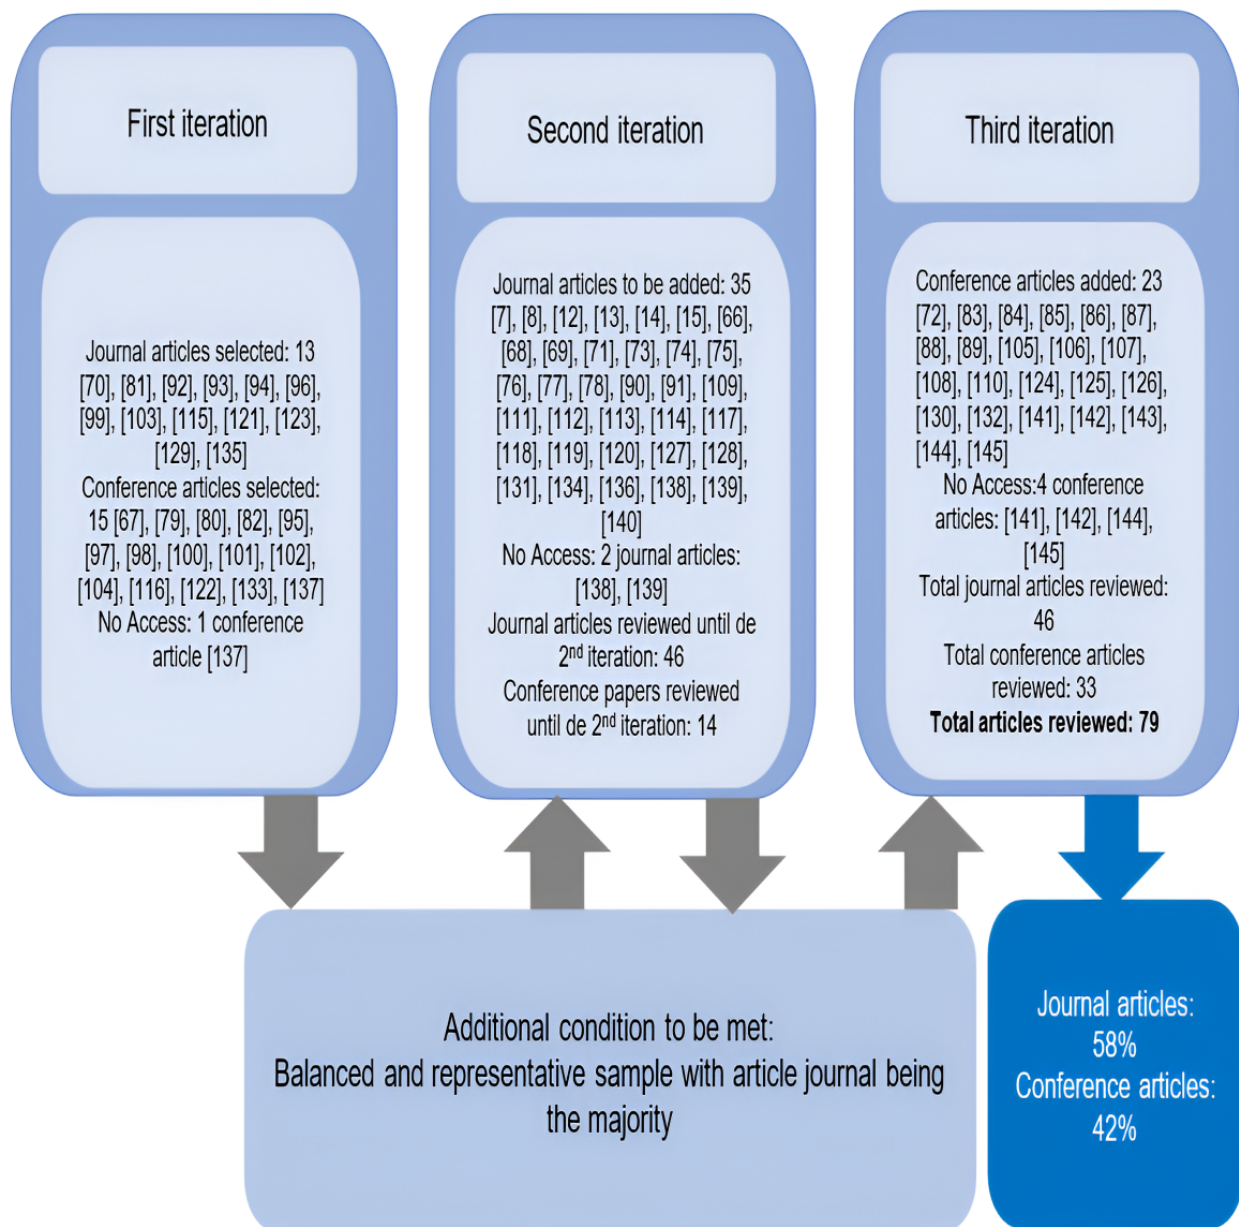 First iteration
Journal articles selected: 13
[70], [81], [92], [93], [94], [96],
[99], [103], [115], [121], [123],
[129], [135]
Conference articles selected:
15 [67], [79], [80], [82], [95],
[97], [98], [100], [101], [102],
[104], [116], [122], [133], [137]
No Access: 1 conference
article [137]
Second iteration
Journal articles to be added: 35
[7], [8], [12], [13], [14], [15], [66],
[68], [69], [71], [73], [74], [75],
[76], [77], [78], [90], [91], [109],
[111], [112], [113], [114], [117],
[118], [119], [120], [127], [128],
[131], [134], [136], [138], [139],
[140]
No Access: 2 journal articles:
[138], [139]
Journal articles reviewed until de
2nd iteration: 46
Conference papers reviewed
until de 2nd iteration: 14
Third iteration
Conference articles added: 23
[72], [83], [84], [85], [86], [87],
[88], [89], [105], [106], [107],
[108], [110], [124], [125], [126],
[130], [132], [141], [142], [143],
[144], [145]
No Access:4 conference
articles: [141], [142], [144],
[145]
Total journal articles reviewed:
46
Total conference articles
reviewed: 33
Total articles reviewed: 79
Additional condition to be met:
Balanced and representative sample with article journal being
the majority
Journal articles:
58%
Conference articles:
42%